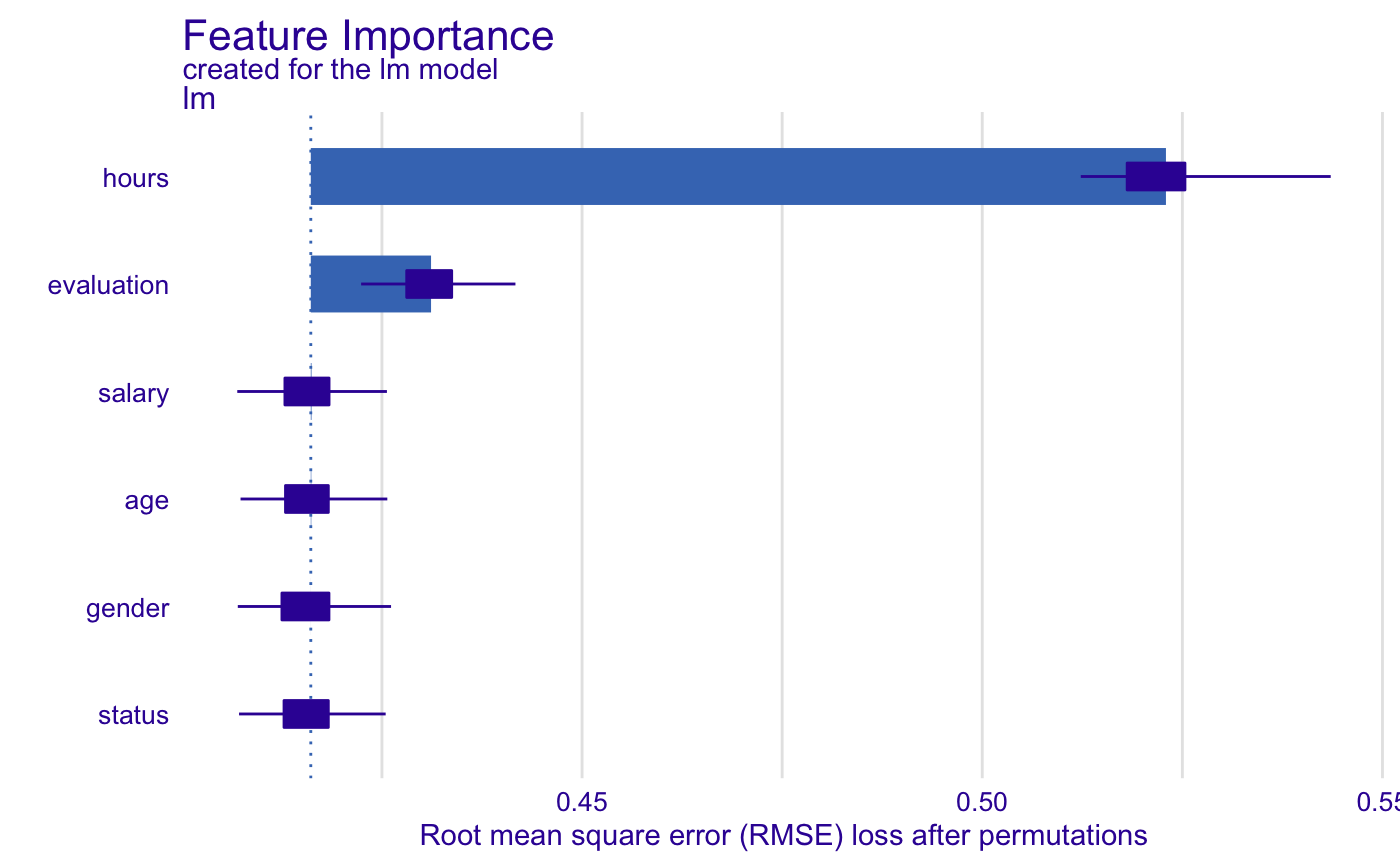 Feature Importance
created for the lm model
lm
hours
evaluation
salary
age
gender
status
0.45 0.50 0.55
Root mean square error (RMSE) loss after permutations